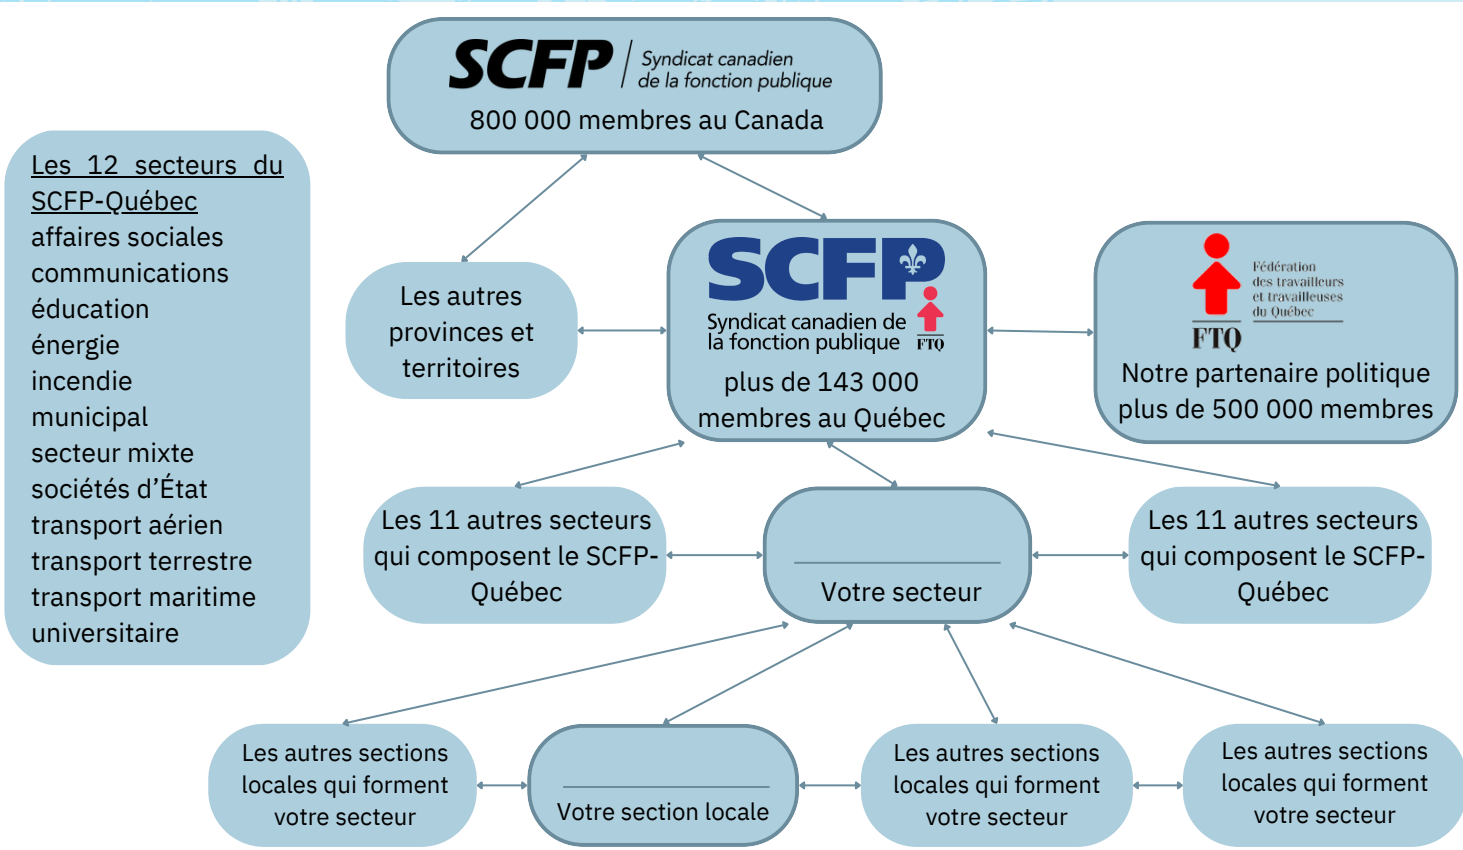 SCFP
Syndicat canadien
de la fonction publique
800 000 membres au Canada
Les 12 secteurs du
SCFP-Québec
affaires sociales
communications
éducation
énergie
incendie
municipal
secteur mixte
sociétés d’État
transport aérien
transport terrestre
transport maritime
universitaire
Les autres
provinces et
territoires
SCFP
Syndicat canadien de
la fonction publique
FTQ
plus de 143 000
membres au Québec
Fédération
des travailleurs
et travailleuses
du Québec
FTQ
Notre partenaire politique
plus de 500 000 membres
Les 11 autres secteurs
qui composent le SCFP-
Québec
Votre secteur
Les 11 autres secteurs
qui composent le SCFP-
Québec
Les autres sections
locales qui forment
votre secteur
Votre section locale
Les autres sections
locales qui forment
votre secteur
Les autres sections
locales qui forment
votre secteur